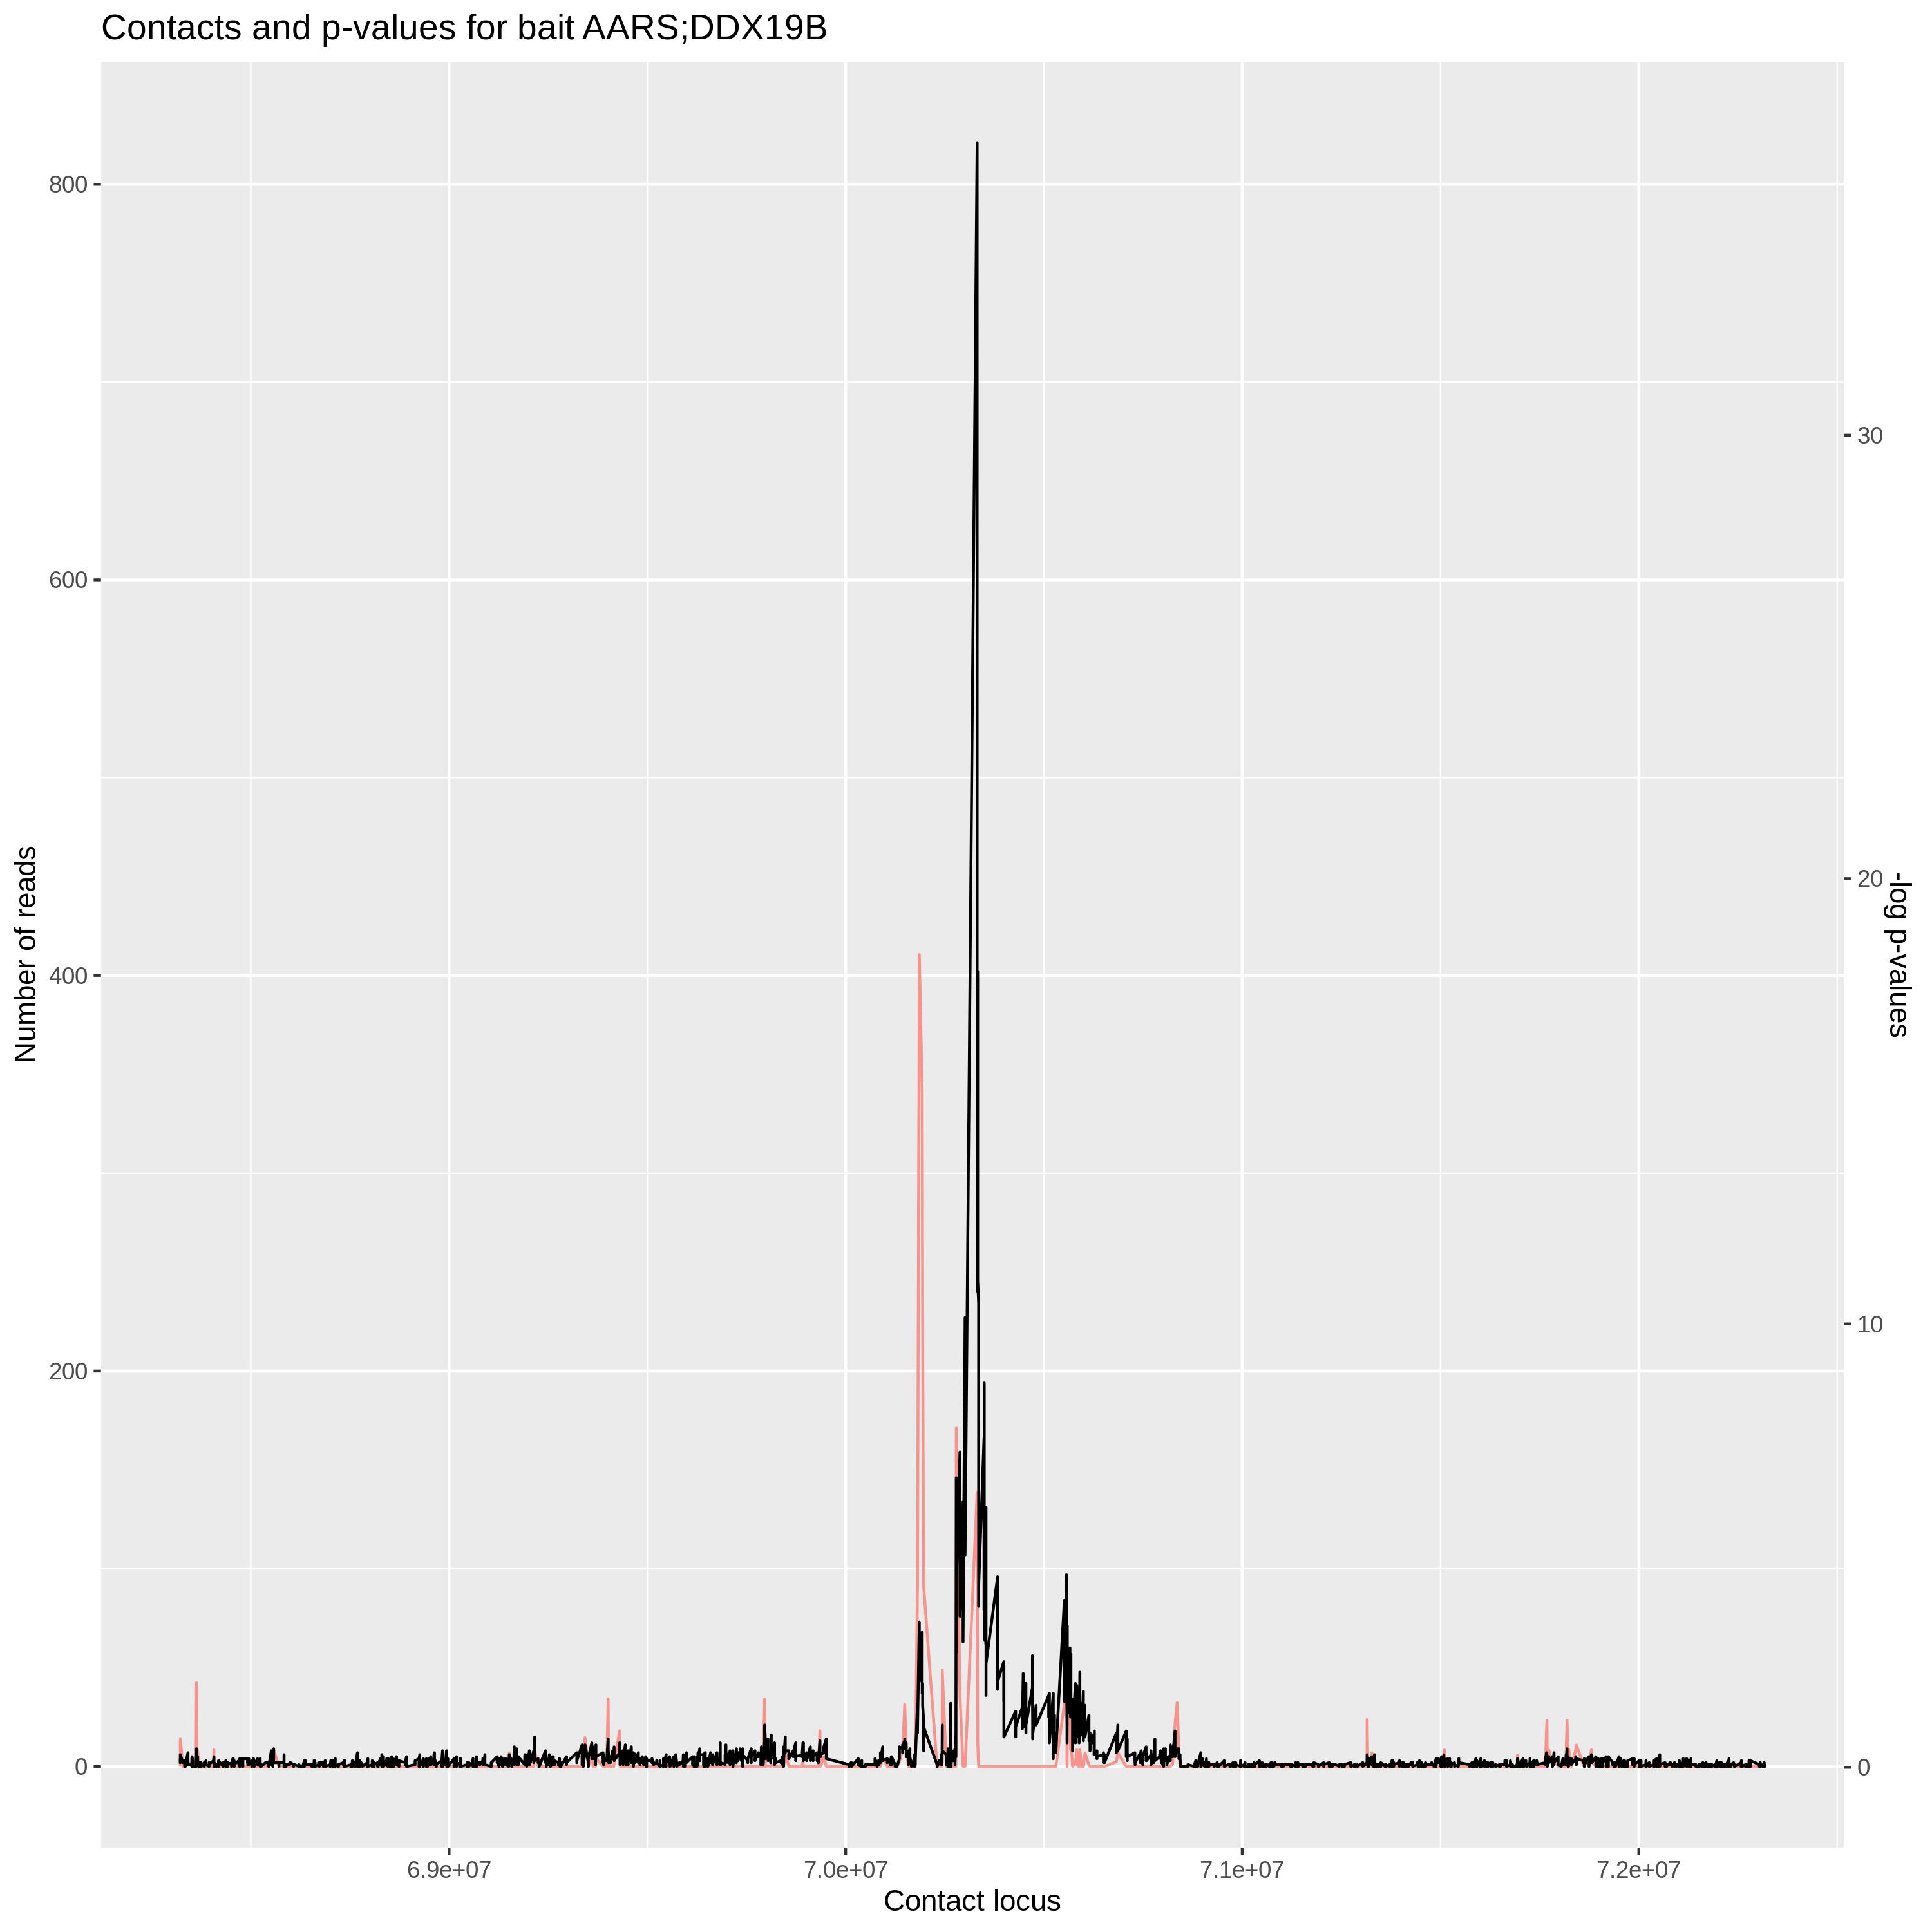 Contacts and p-values for bait AARS;DDX19B
800
600
400
200
0
Number of reads
30
20
10
0
-log p-values
6.9e+07
7.0e+07
7.1e+07
7.2e+07
Contact locus